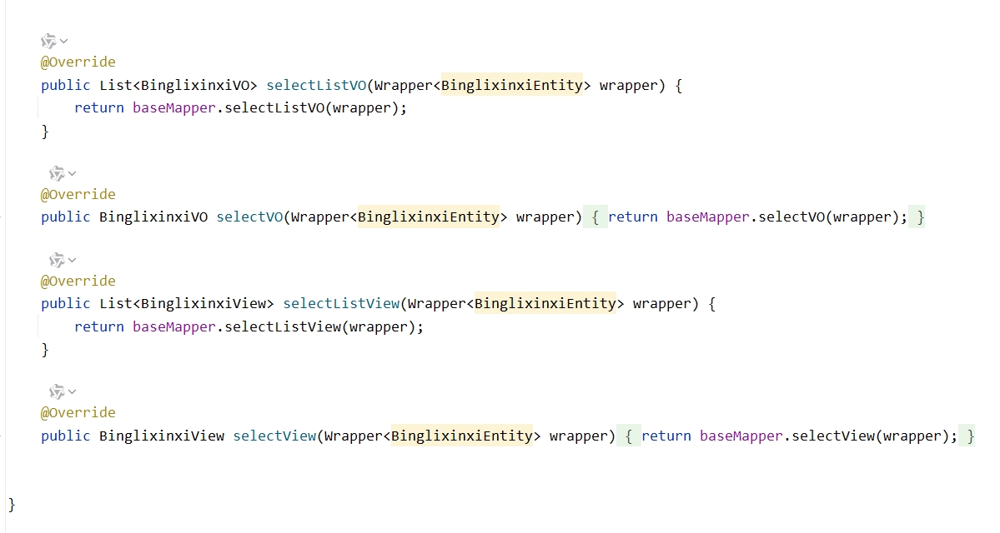 @Override
public List<BinglixinxiVO> selectListVO(Wrapper<BinglixinxiEntity> wrapper) {
return baseMapper.selectListVO(wrapper);
}
@Override
public BinglixinxiVO selectVO(Wrapper<BinglixinxiEntity> wrapper) { return baseMapper.selectVO(wrapper); }
@Override
public List<BinglixinxiView> selectListView(Wrapper<BinglixinxiEntity> wrapper) {
return baseMapper.selectListView(wrapper);
}
@Override
public BinglixinxiView selectView(Wrapper<BinglixinxiEntity> wrapper) { return baseMapper.selectView(wrapper); }
}